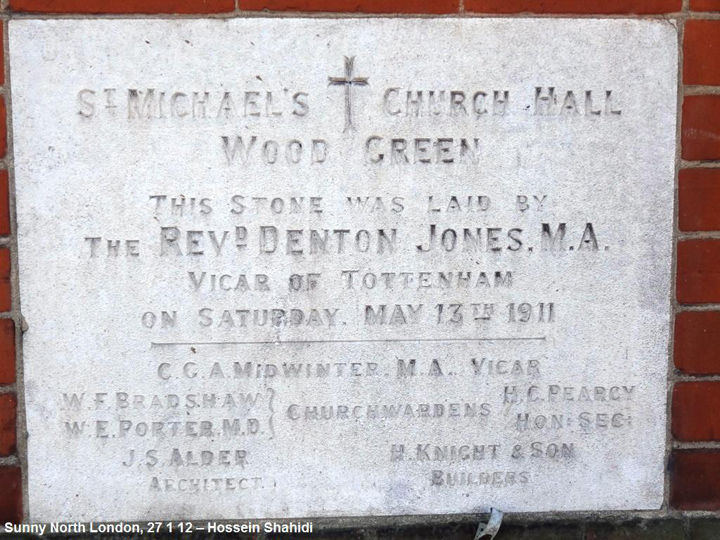 ST MICHAEL'S CHURCH HALL
WOOD GREEN
THIS STONE WAS LAID BY
THE REVD DENTON JONES. M.A.
VICAR OF TOTTENHAM
ON SATURDAY. MAY 13TH 1911
C.G.A. MIDWINTER. M.A. VICAR
W.F. BRADSHAW
W.E. PORTER. M.D.
CHURCHWARDENS
H.C. PEARCY
HON: SEC:
J.S. ALDER
ARCHITECT.
H. KNIGHT & SON
BUILDERS
Sunny North London, 27 1 12 – Hossein Shahidi